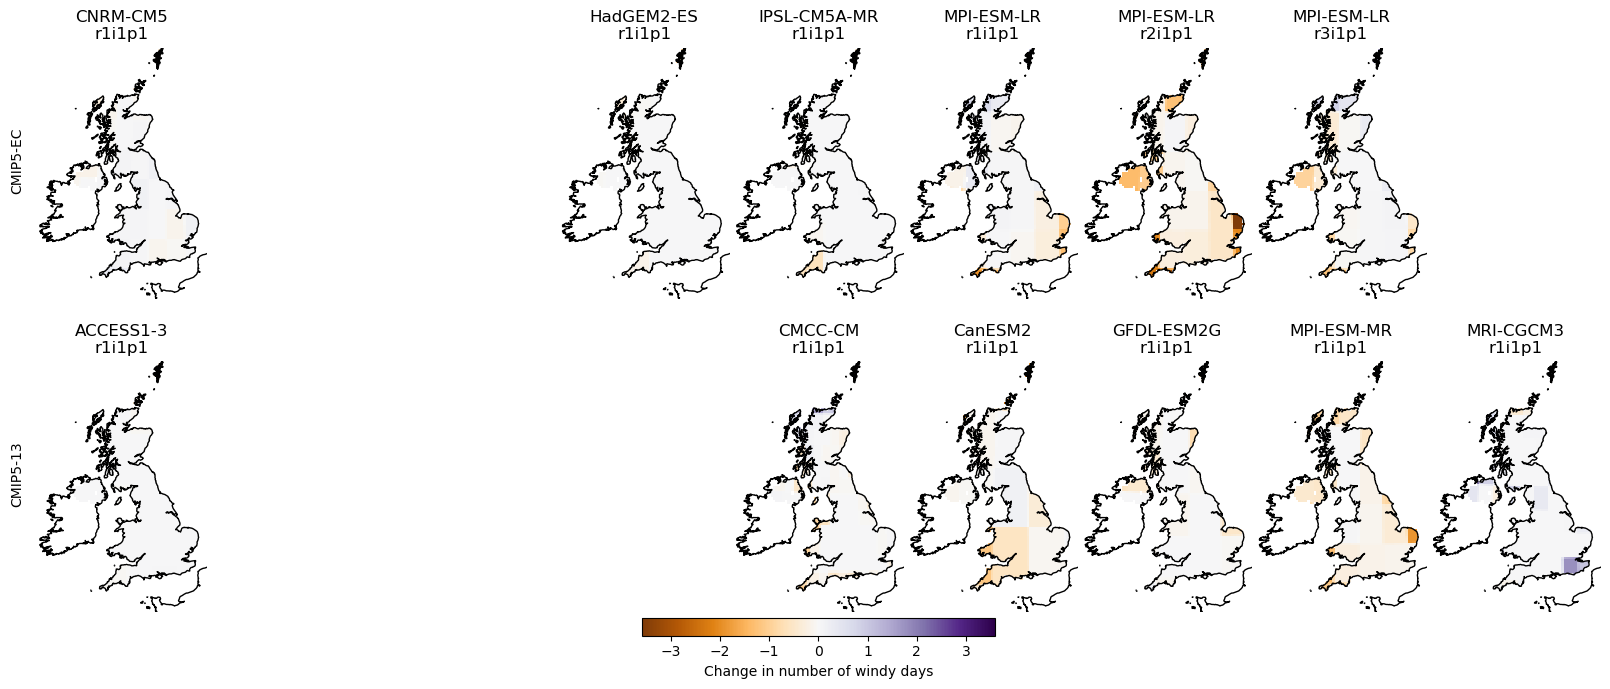 CNRM-CM5
r1i1p1
HadGEM2-ES
r1i1p1
IPSL-CM5A-MR
r1i1p1
MPI-ESM-LR
r1i1p1
MPI-ESM-LR
r2i1p1
MPI-ESM-LR
r3i1p1
CMIP5-EC
ACCESS1-3
r1i1p1
CMCC-CM
r1i1p1
CanESM2
r1i1p1
GFDL-ESM2G
r1i1p1
MPI-ESM-MR
r1i1p1
MRI-CGCM3
r1i1p1
CMIP5-13
−3 −2 −1 0 1 2 3
Change in number of windy days